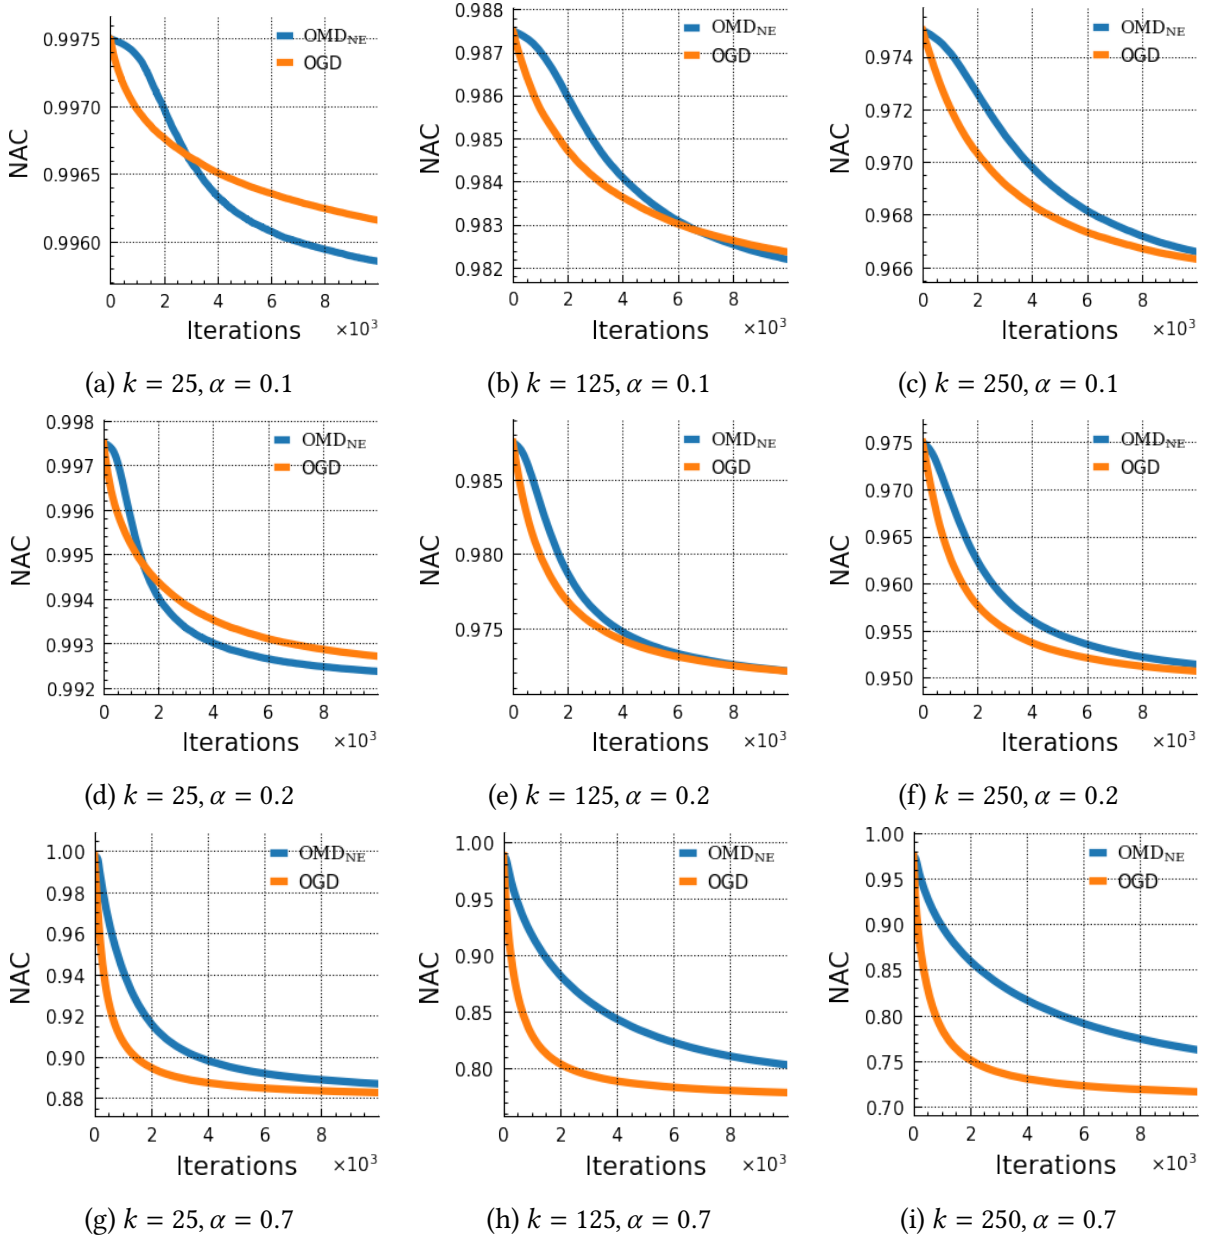 0.9975
0.9970
0.9965
0.9960
NAC
OMD_NE
OGD
0 2 4 6 8
Iterations ×10³
(a) k = 25, α = 0.1
0.988
0.987
0.986
0.985
0.984
0.983
0.982
NAC
OMD_NE
OGD
0 2 4 6 8
Iterations ×10³
(b) k = 125, α = 0.1
0.974
0.972
0.970
0.968
0.966
NAC
OMD_NE
OGD
0 2 4 6 8
Iterations ×10³
(c) k = 250, α = 0.1
0.998
0.997
0.996
0.995
0.994
0.993
0.992
NAC
OMD_NE
OGD
0 2 4 6 8
Iterations ×10³
(d) k = 25, α = 0.2
0.985
0.980
0.975
NAC
OMD_NE
OGD
0 2 4 6 8
Iterations ×10³
(e) k = 125, α = 0.2
0.975
0.970
0.965
0.960
0.955
0.950
NAC
OMD_NE
OGD
0 2 4 6 8
Iterations ×10³
(f) k = 250, α = 0.2
1.00
0.98
0.96
0.94
0.92
0.90
0.88
NAC
OMD_NE
OGD
0 2 4 6 8
Iterations ×10³
(g) k = 25, α = 0.7
1.00
0.95
0.90
0.85
0.80
NAC
OMD_NE
OGD
0 2 4 6 8
Iterations ×10³
(h) k = 125, α = 0.7
1.00
0.95
0.90
0.85
0.80
0.75
0.70
NAC
OMD_NE
OGD
0 2 4 6 8
Iterations ×10³
(i) k = 250, α = 0.7